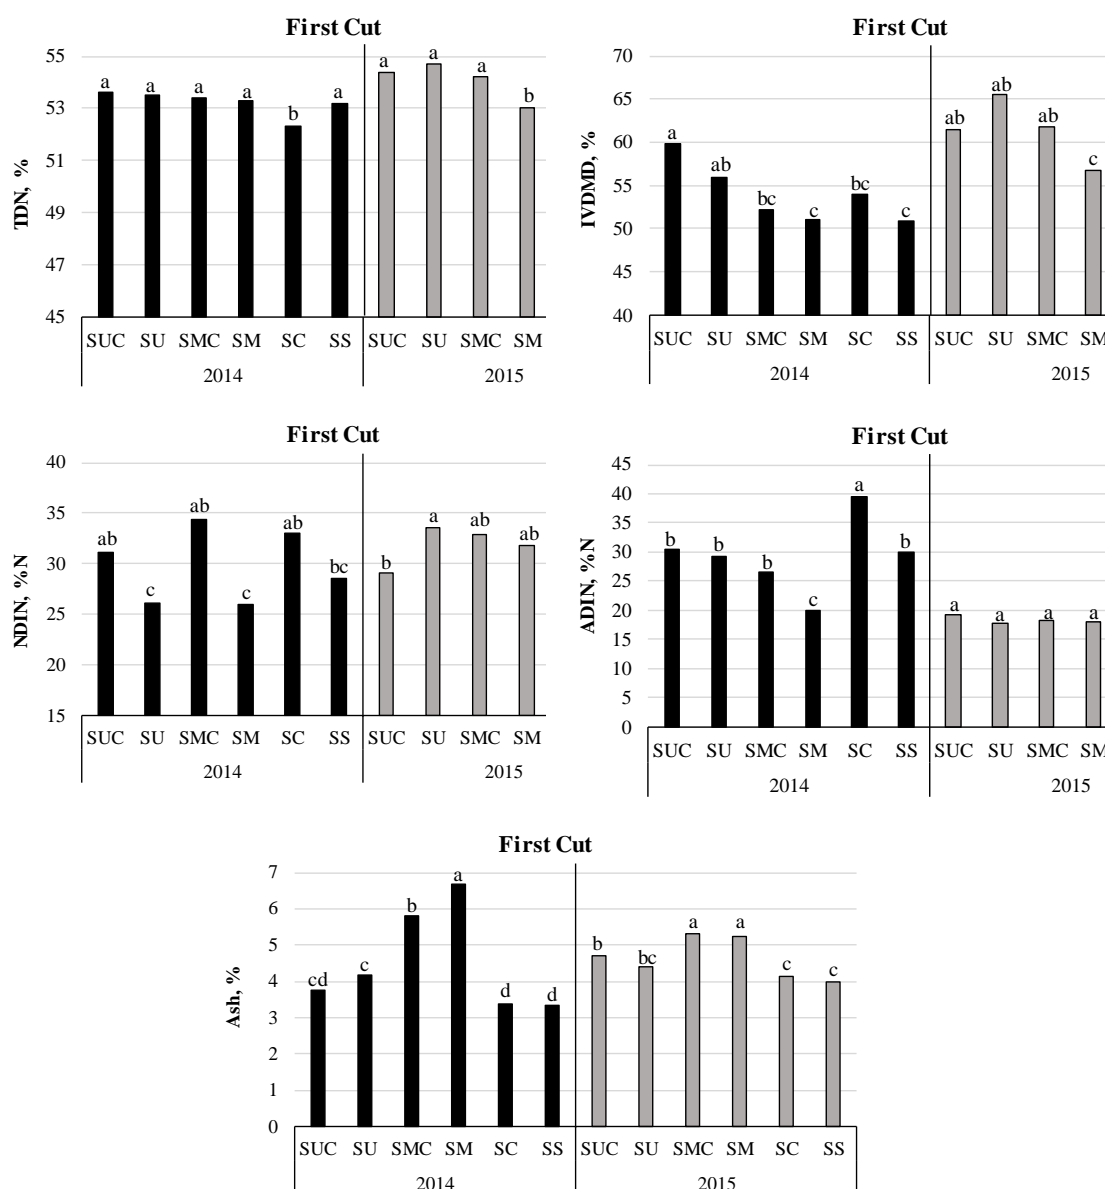 First Cut
55
53
51
49
47
45
TDN, %
a a a a b a a a a b
SUC SU SMC SM SC SS SUC SU SMC SM
2014 2015
First Cut
70
65
60
55
50
45
40
IVDMD, %
a ab bc c bc c ab ab ab c
SUC SU SMC SM SC SS SUC SU SMC SM
2014 2015
First Cut
40
35
30
25
20
15
NDIN, %N
ab c ab c ab bc b a ab ab
SUC SU SMC SM SC SS SUC SU SMC SM
2014 2015
First Cut
45
40
35
30
25
20
15
10
5
0
ADIN, %N
b b b c a b a a a a
SUC SU SMC SM SC SS SUC SU SMC SM
2014 2015
First Cut
7
6
5
4
3
2
1
0
Ash, %
cd c b a d d b bc a a c c
SUC SU SMC SM SC SS SUC SU SMC SM SC SS
2014 2015